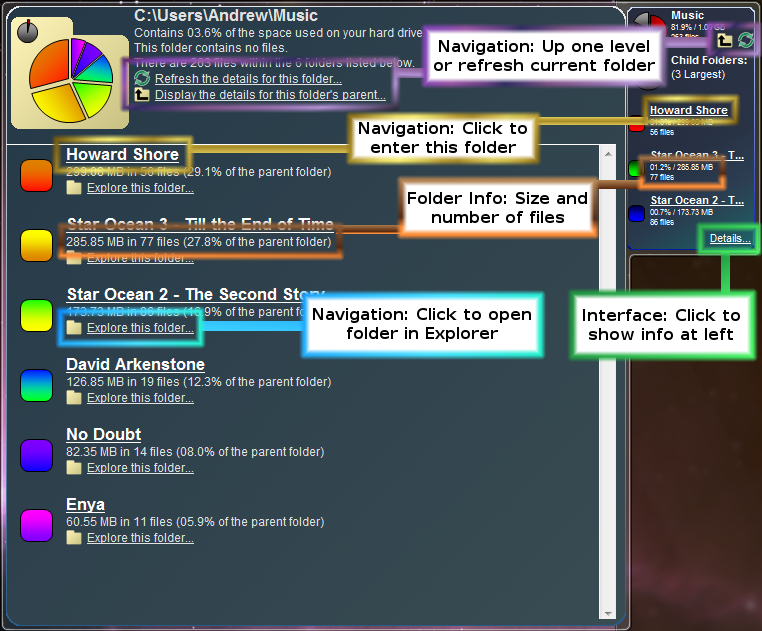 C:\Users\Andrew\Music
Contains 03.6% of the space used on your hard drive
This folder contains no files.
There are 263 files within the 6 folders listed below.
Refresh the details for this folder...
Display the details for this folder's parent...
Navigation: Up one level
or refresh current folder
Navigation: Click to
enter this folder
Howard Shore
299.66 MB in 56 files (29.1% of the parent folder)
Explore this folder...
Folder Info: Size and
number of files
Star Ocean 3 - Till the End of Time
285.85 MB in 77 files (27.8% of the parent folder)
Explore this folder...
Star Ocean 2 - The Second Story
173.73 MB in 86 files (16.9% of the parent folder)
Explore this folder...
Navigation: Click to open
folder in Explorer
David Arkenstone
126.85 MB in 19 files (12.3% of the parent folder)
Explore this folder...
No Doubt
82.35 MB in 14 files (08.0% of the parent folder)
Explore this folder...
Enya
60.55 MB in 11 files (05.9% of the parent folder)
Explore this folder...
Music
81.9% / 1.00 GB
263 files
Child Folders:
(3 Largest)
Howard Shore
56 files
Star Ocean 3 - T...
01.2% / 285.85 MB
77 files
Star Ocean 2 - T...
00.7% / 173.73 MB
86 files
Details...
Interface: Click to
show info at left